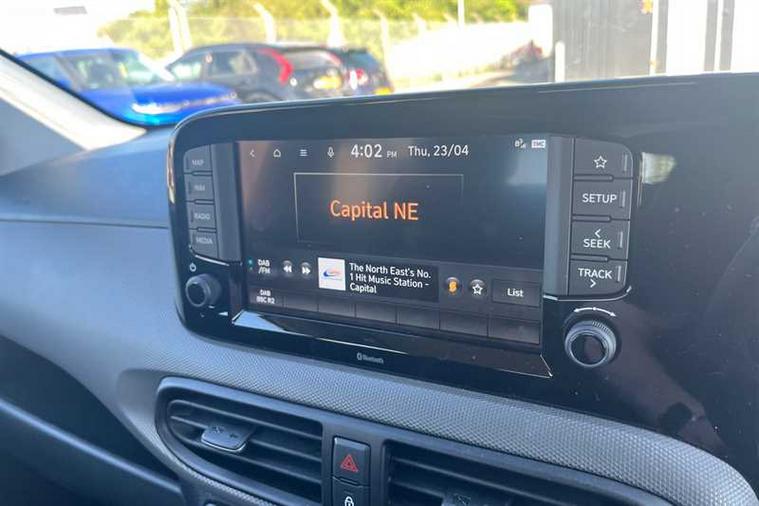 4:02 PM Thu, 23/04
TMC
Capital NE
MAP
NAV
RADIO
MEDIA
SETUP
< SEEK
TRACK >
DAB /FM
The North East's No.
1 Hit Music Station -
Capital
List
DAB
BBC R2
Bluetooth